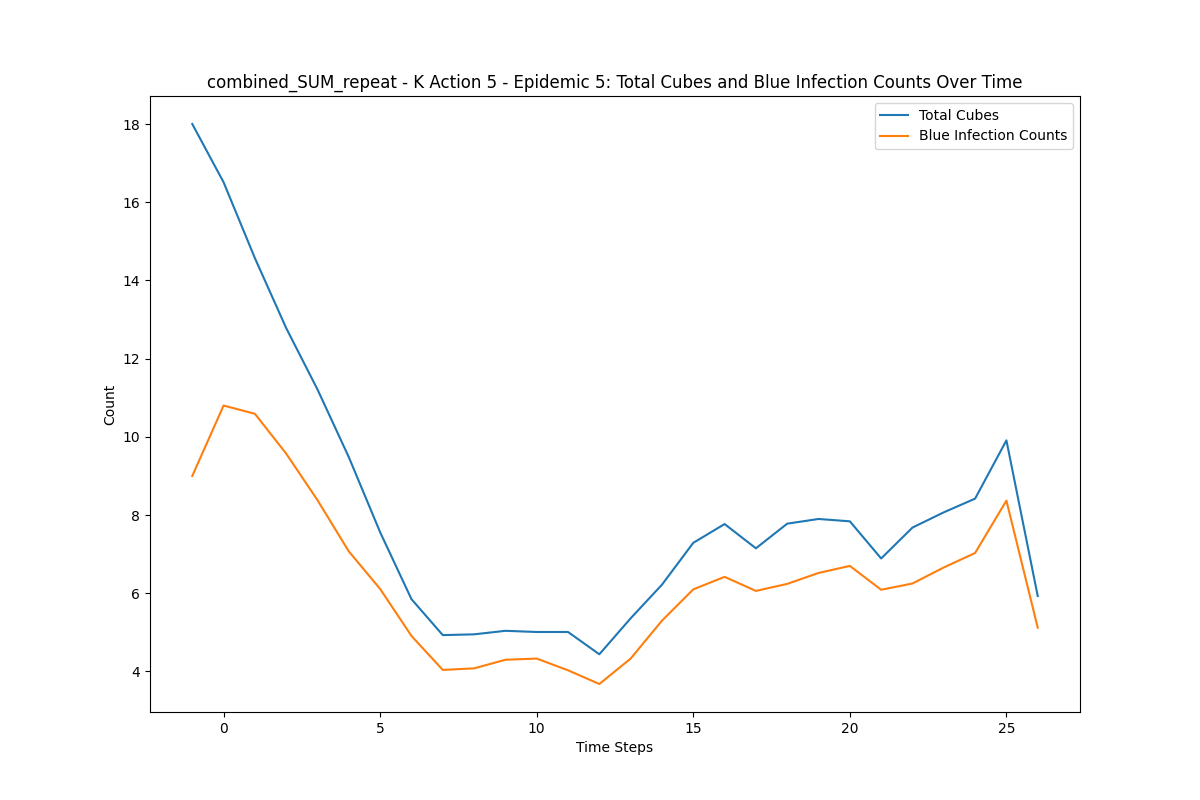 combined_SUM_repeat - K Action 5 - Epidemic 5: Total Cubes and Blue Infection Counts Over Time
Total Cubes
Blue Infection Counts
18
16
14
12
10
8
6
4
Count
0
5
10
15
20
25
Time Steps